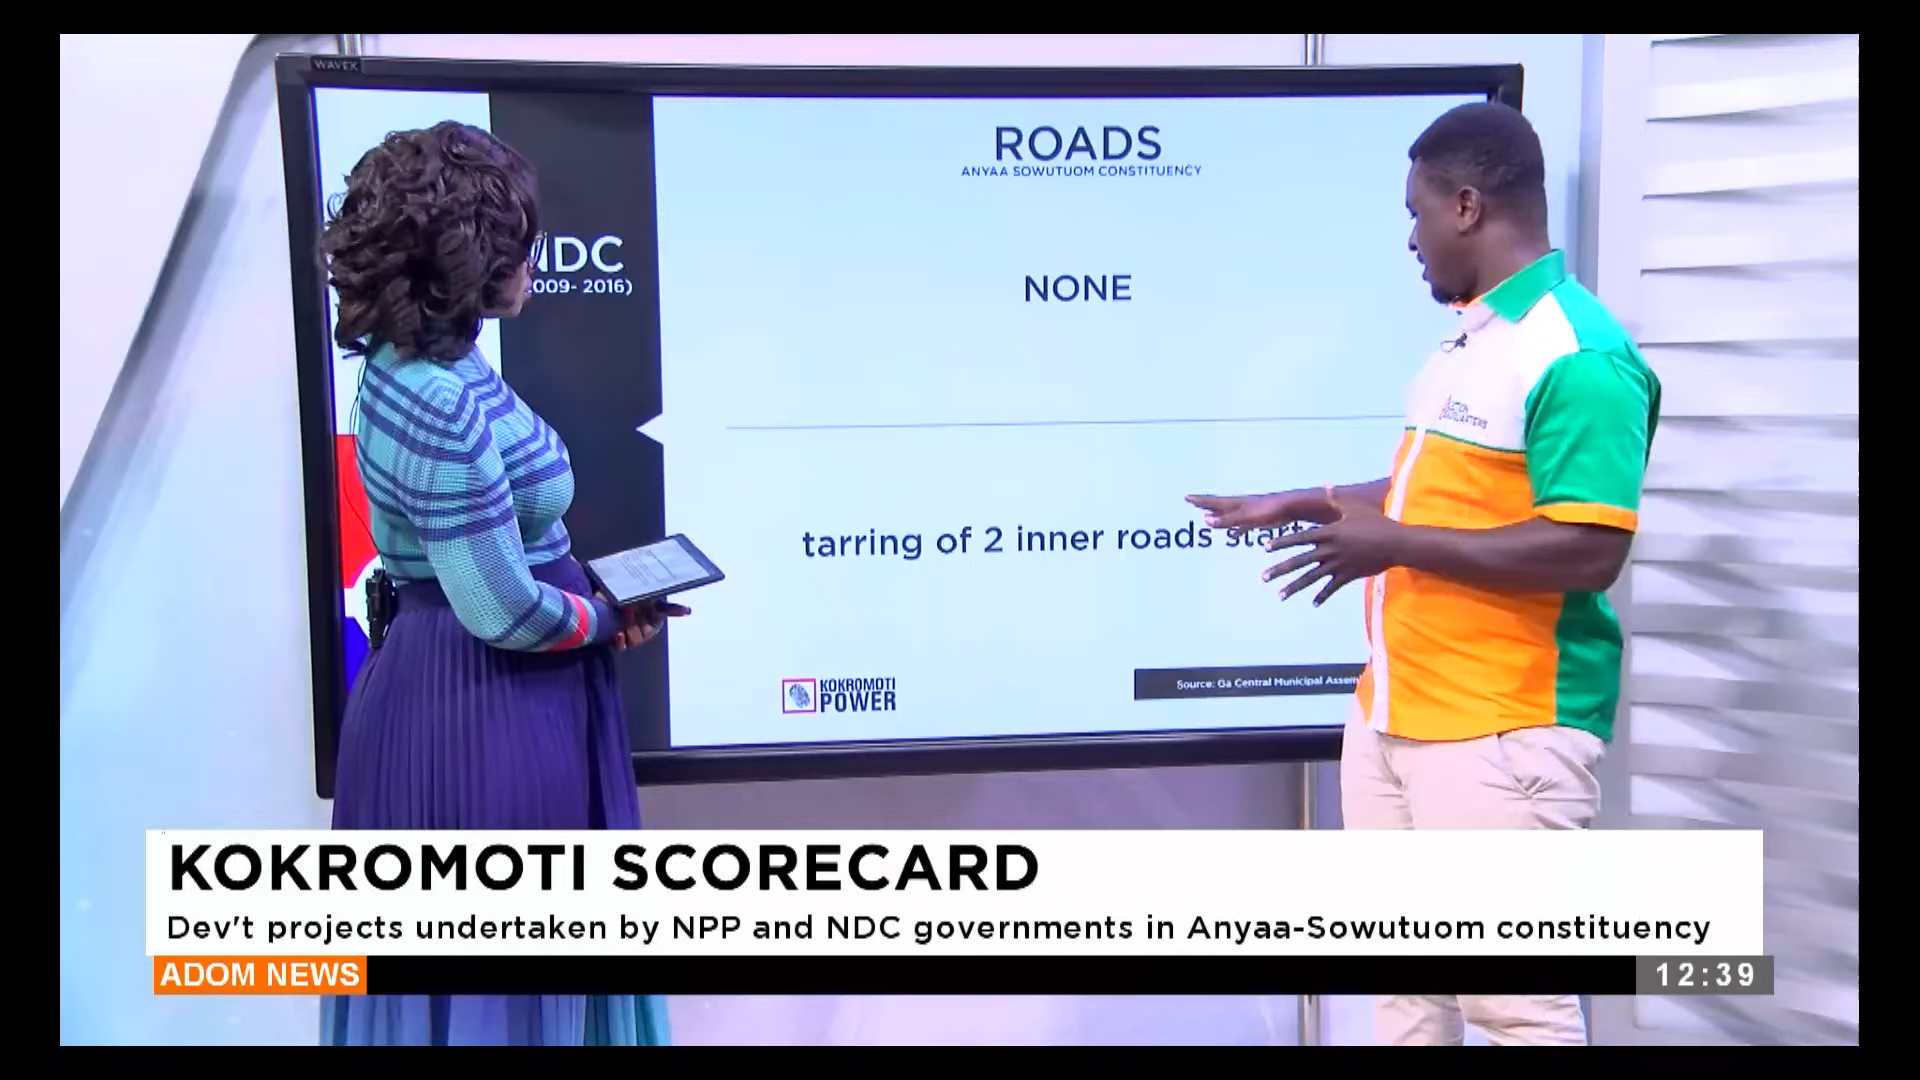 WAVEX
ROADS
ANYAA SOWUTUOM CONSTITUENCY
NDC
2009- 2016)
NONE
tarring of 2 inner roads
KOKROMOTI
POWER
Source: Ga Central Municipal
KOKROMOTI SCORECARD
Dev't projects undertaken by NPP and NDC governments in Anyaa-Sowutuom constituency
ADOM NEWS
12:39